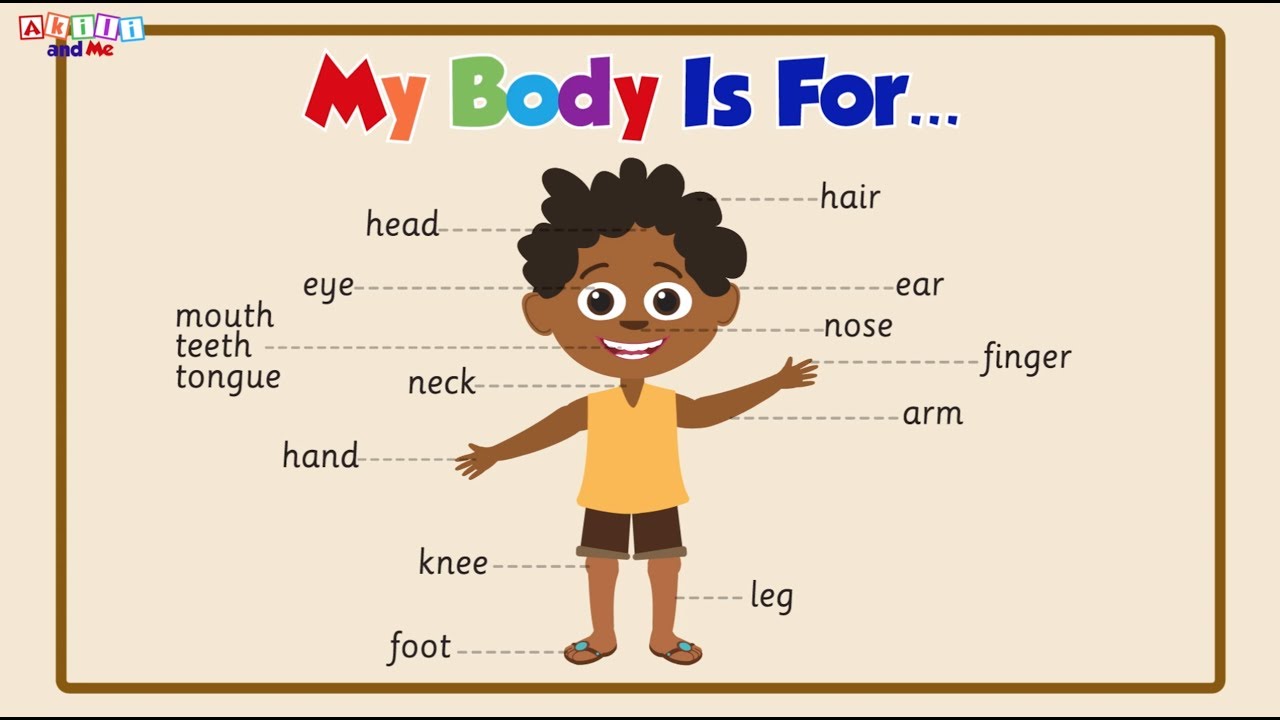 Akili
and Me
My Body Is For...
hair
head
eye
ear
mouth
teeth
tongue
nose
finger
neck
arm
hand
knee
leg
foot